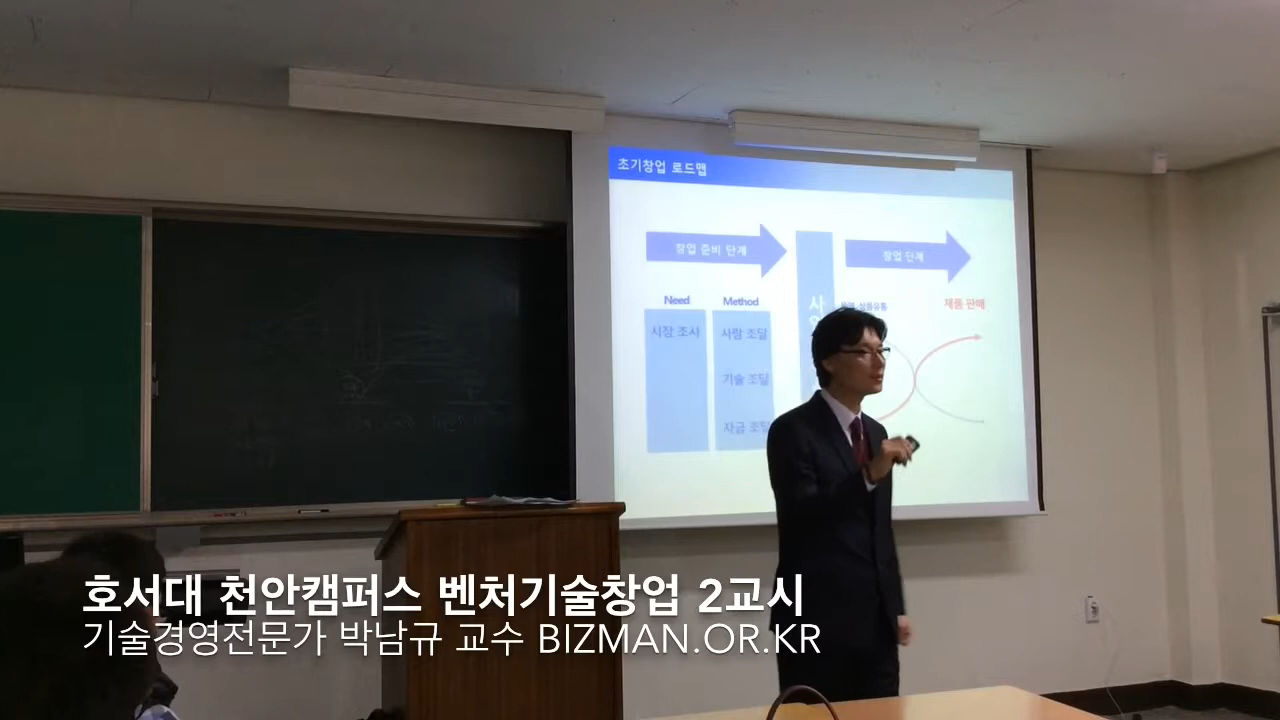 초기창업 로드맵
창업 준비 단계
창업 단계
Need
Method
제품 판매
시장 조사
사람 조달
기술 조달
자금 조달
호서대 천안캠퍼스 벤처기술창업 2교시
기술경영전문가 박남규 교수 BIZMAN.OR.KR